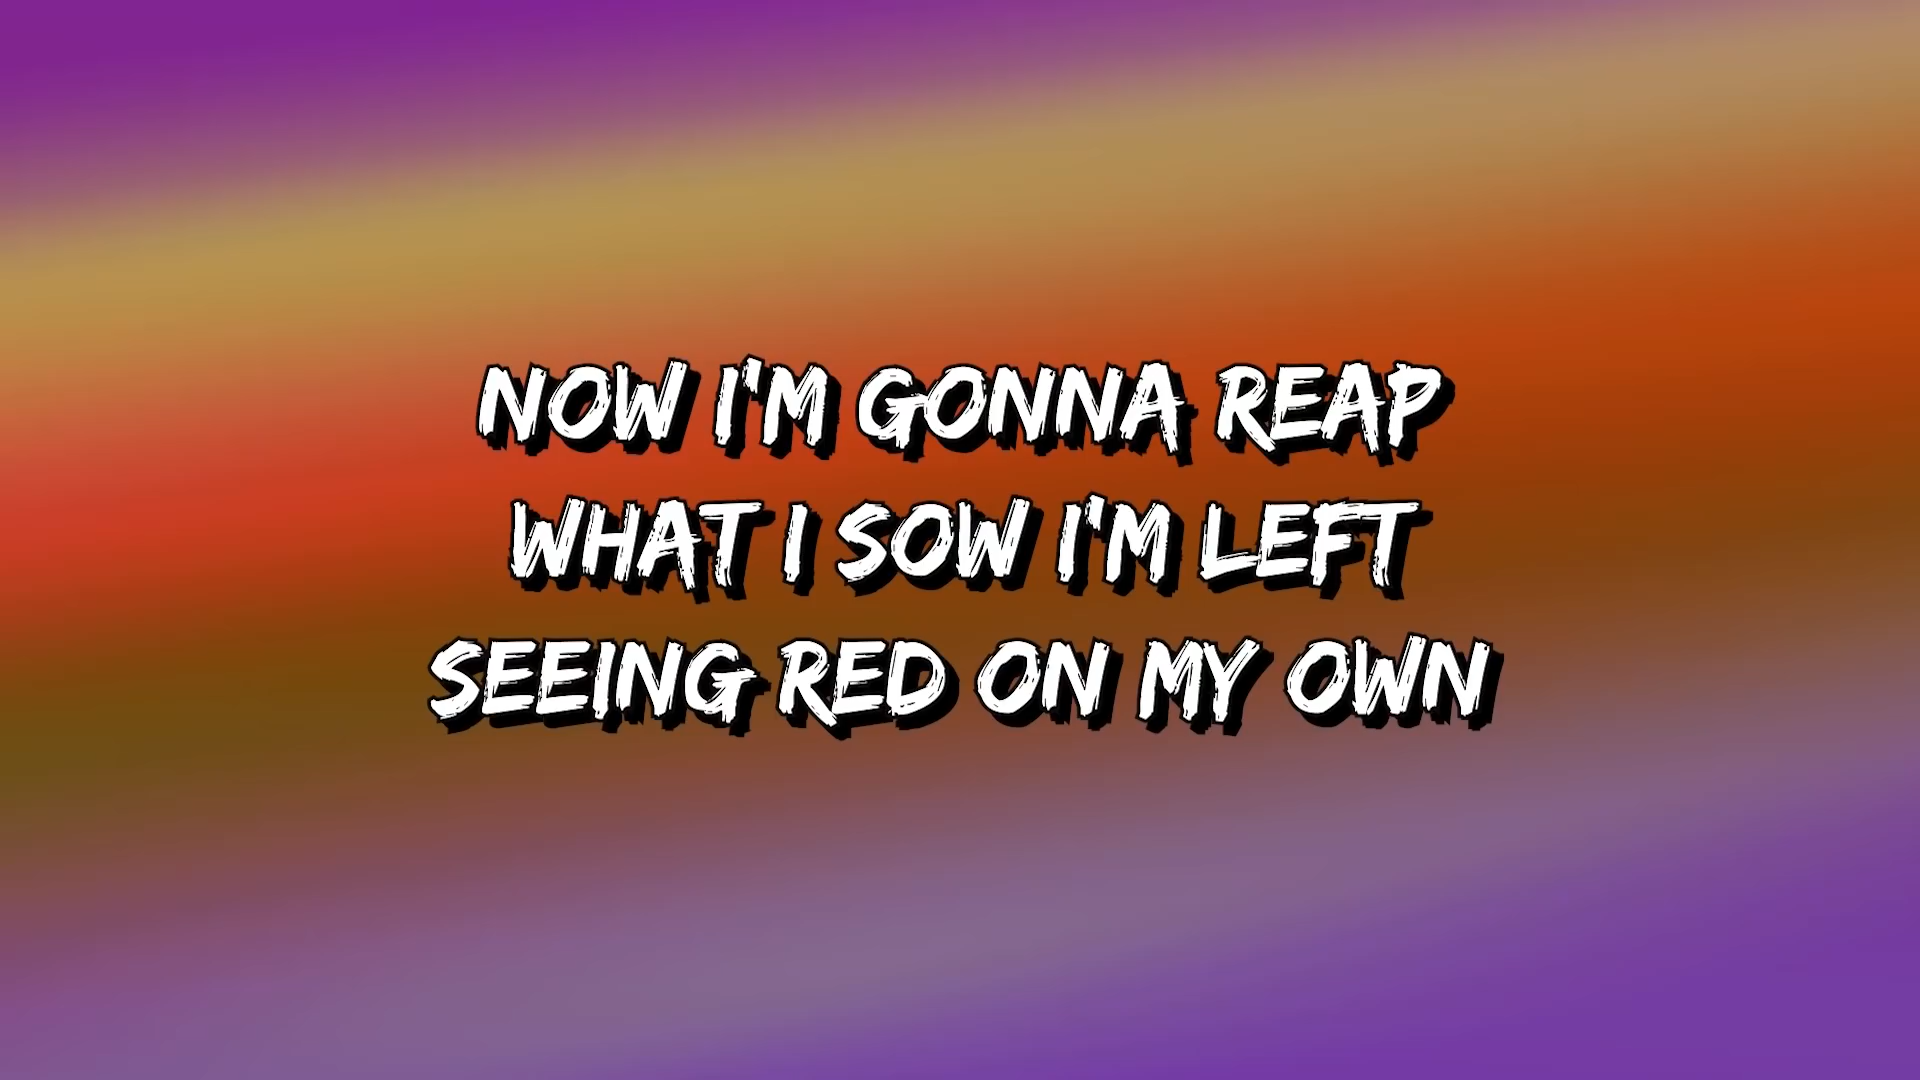 NOW I'M GONNA REAP
WHAT I SOW I'M LEFT
SEEING RED ON MY OWN